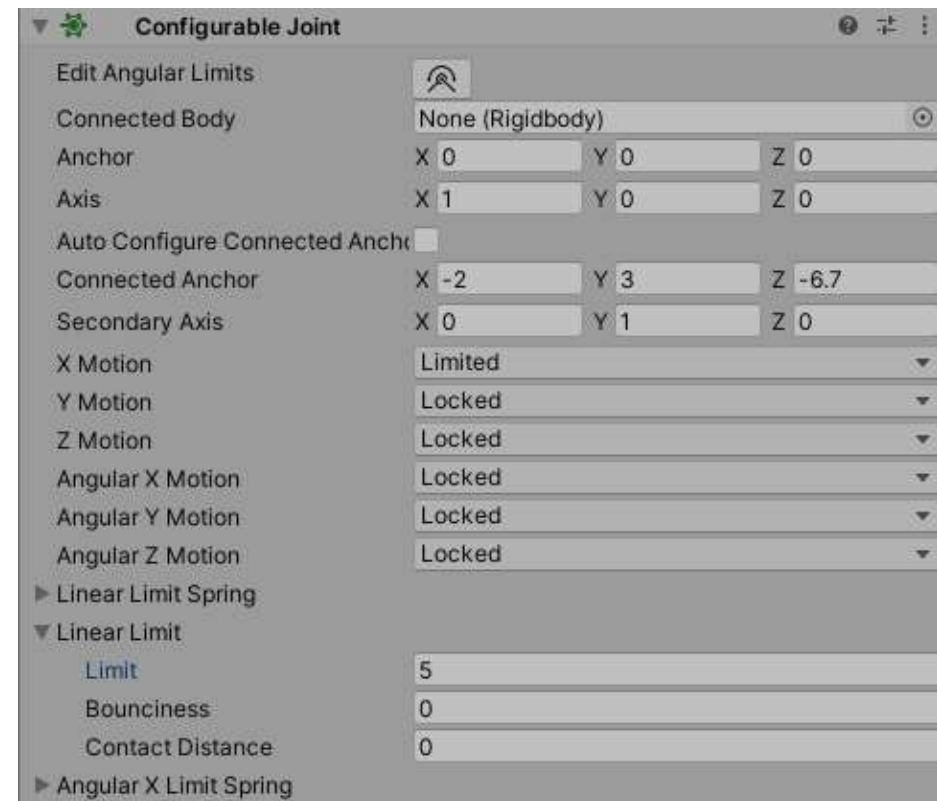 Configurable Joint
Edit Angular Limits
Connected Body None (Rigidbody)
Anchor X 0 Y 0 Z 0
Axis X 1 Y 0 Z 0
Auto Configure Connected Ancho
Connected Anchor X -2 Y 3 Z -6.7
Secondary Axis X 0 Y 1 Z 0
X Motion Limited
Y Motion Locked
Z Motion Locked
Angular X Motion Locked
Angular Y Motion Locked
Angular Z Motion Locked
Linear Limit Spring
Linear Limit
Limit 5
Bounciness 0
Contact Distance 0
Angular X Limit Spring